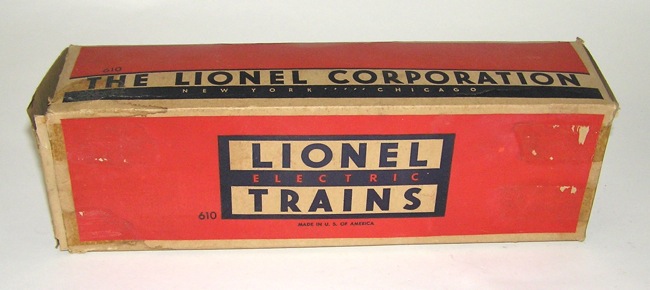 610
THE LIONEL CORPORATION
NEW YORK ····· CHICAGO
LIONEL
ELECTRIC
TRAINS
610
MADE IN U. S. OF AMERICA